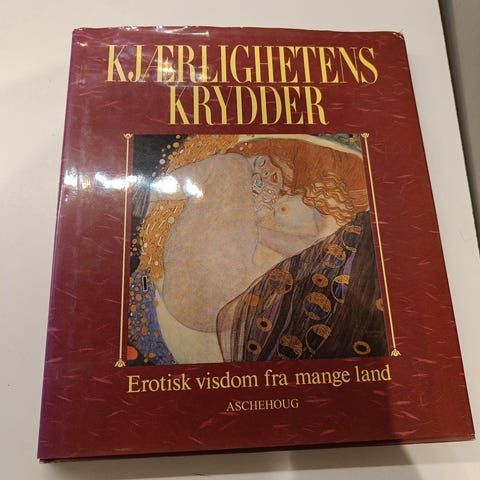 KJÆRLIGHETENS
KRYDDER
Erotisk visdom fra mange land
ASCHEHOUG